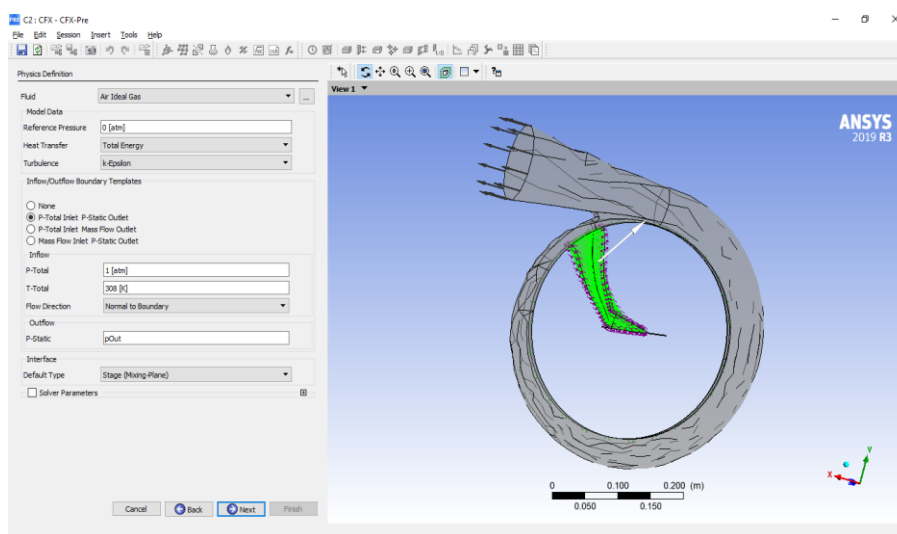 C2 : CFX - CFX-Pre
File Edit Session Insert Tools Help
Physics Definition
Fluid Air Ideal Gas ...
Model Data
Reference Pressure 0 [atm]
Heat Transfer Total Energy
Turbulence k-Epsilon
Inflow/Outflow Boundary Templates
None
P-Total Inlet P-Static Outlet
P-Total Inlet Mass Flow Outlet
Mass Flow Inlet P-Static Outlet
Inflow
P-Total 1 [atm]
T-Total 308 [K]
Flow Direction Normal to Boundary
Outflow
P-Static pOut
Interface
Default Type Stage (Mixing-Plane)
Solver Parameters
Cancel Back Next Finish
View 1
ANSYS
2019 R3
0 0.100 0.200 (m)
0.050 0.150
Y
X